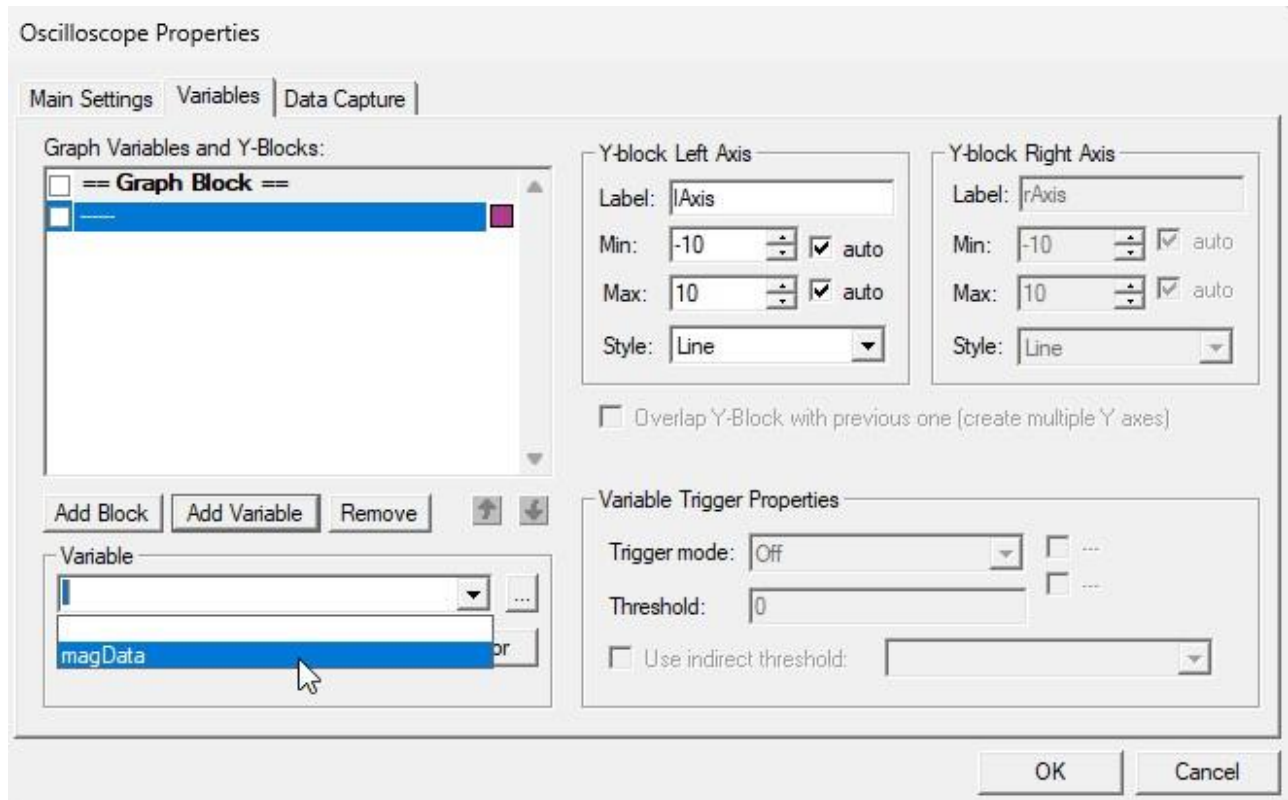 Oscilloscope Properties
Main Settings Variables Data Capture
Graph Variables and Y-Blocks:
== Graph Block ==
-----
Add Block Add Variable Remove
Variable
...
magData
or
Y-block Left Axis
Label: lAxis
Min: -10 auto
Max: 10 auto
Style: Line
Y-block Right Axis
Label: rAxis
Min: -10 auto
Max: 10 auto
Style: Line
Overlap Y-Block with previous one (create multiple Y axes)
Variable Trigger Properties
Trigger mode: Off ...
...
Threshold: 0
Use indirect threshold:
OK Cancel